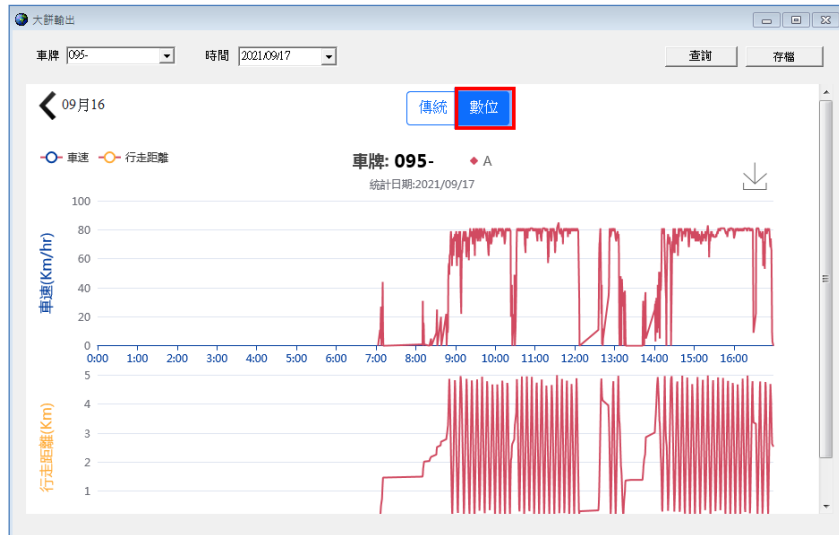 大餅輸出
車牌 095- 時間 2021/09/17 查詢 存檔
09月16 傳統 數位
車速 行走距離 車牌: 095- A
統計日期:2021/09/17
車速(Km/hr)
100
80
60
40
20
0
0:00 1:00 2:00 3:00 4:00 5:00 6:00 7:00 8:00 9:00 10:00 11:00 12:00 13:00 14:00 15:00 16:00
行走距離(Km)
5
4
3
2
1